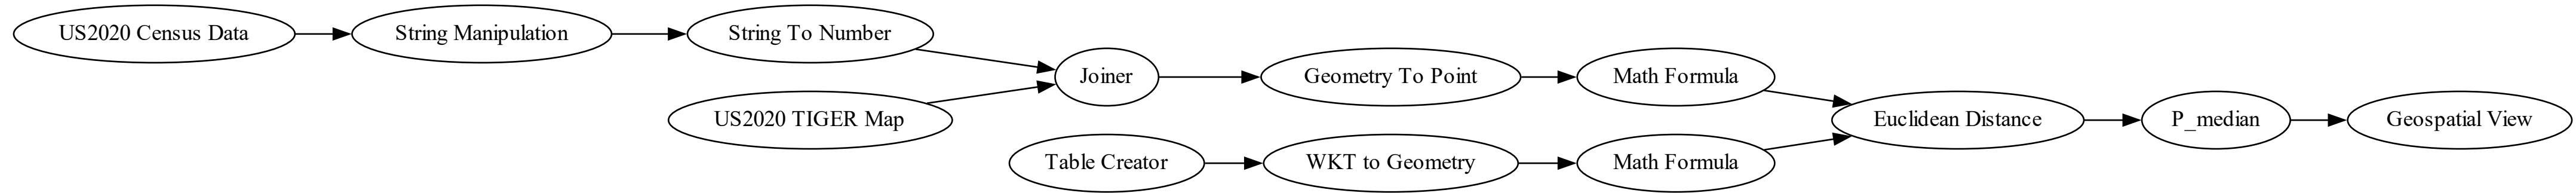 US2020 Census Data
String Manipulation
String To Number
US2020 TIGER Map
Joiner
Geometry To Point
Math Formula
Table Creator
WKT to Geometry
Math Formula
Euclidean Distance
P_median
Geospatial View